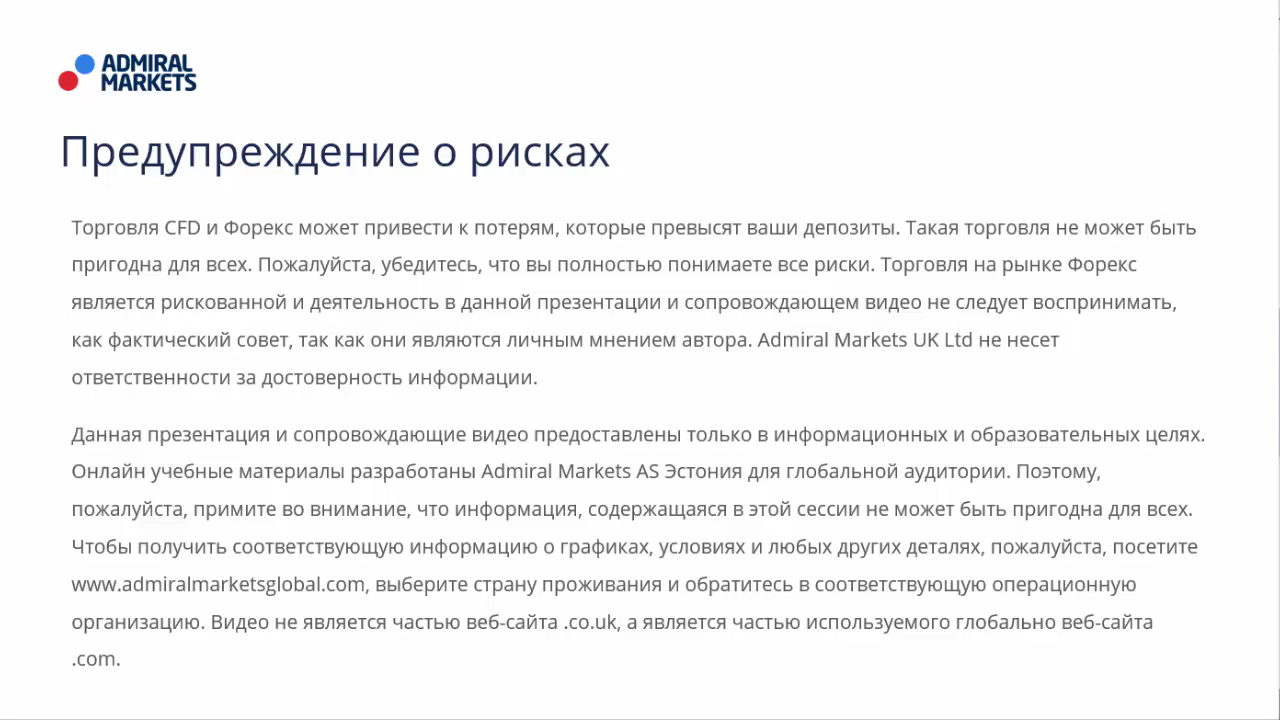 ADMIRAL
MARKETS
Предупреждение о рисках
Торговля CFD и Форекс может привести к потерям, которые превысят ваши депозиты. Такая торговля не может быть
пригодна для всех. Пожалуйста, убедитесь, что вы полностью понимаете все риски. Торговля на рынке Форекс
является рискованной и деятельность в данной презентации и сопровождающем видео не следует воспринимать,
как фактический совет, так как они являются личным мнением автора. Admiral Markets UK Ltd не несет
ответственности за достоверность информации.
Данная презентация и сопровождающие видео предоставлены только в информационных и образовательных целях.
Онлайн учебные материалы разработаны Admiral Markets AS Эстония для глобальной аудитории. Поэтому,
пожалуйста, примите во внимание, что информация, содержащаяся в этой сессии не может быть пригодна для всех.
Чтобы получить соответствующую информацию о графиках, условиях и любых других деталях, пожалуйста, посетите
www.admiralmarketsglobal.com, выберите страну проживания и обратитесь в соответствующую операционную
организацию. Видео не является частью веб-сайта .co.uk, а является частью используемого глобально веб-сайта
.com.